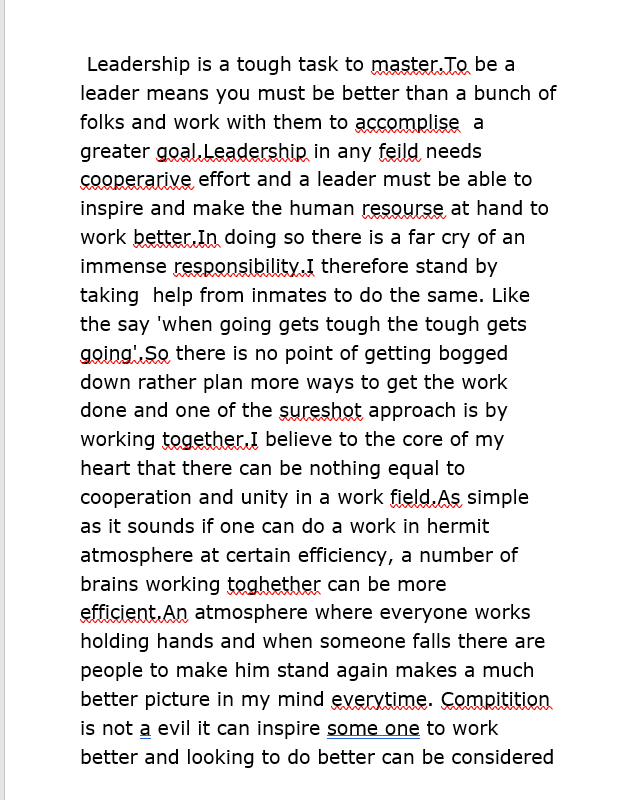 Leadership is a tough task to master.To be a
leader means you must be better than a bunch of
folks and work with them to accomplise  a
greater goal.Leadership in any feild needs
cooperarive effort and a leader must be able to
inspire and make the human resourse at hand to
work better.In doing so there is a far cry of an
immense responsibility.I therefore stand by
taking  help from inmates to do the same. Like
the say 'when going gets tough the tough gets
going'.So there is no point of getting bogged
down rather plan more ways to get the work
done and one of the sureshot approach is by
working together.I believe to the core of my
heart that there can be nothing equal to
cooperation and unity in a work field.As simple
as it sounds if one can do a work in hermit
atmosphere at certain efficiency, a number of
brains working toghether can be more
efficient.An atmosphere where everyone works
holding hands and when someone falls there are
people to make him stand again makes a much
better picture in my mind everytime. Compitition
is not a evil it can inspire some one to work
better and looking to do better can be considered